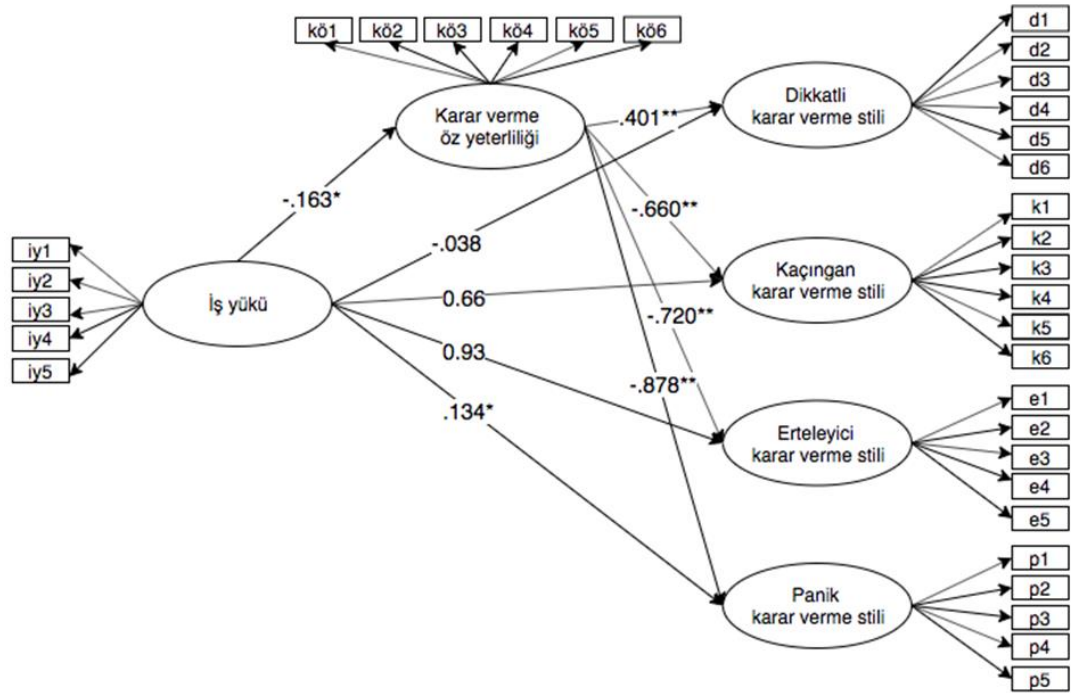 kö1
kö2
kö3
kö4
kö5
kö6
Karar verme
öz yeterliliği
-.163*
iy1
iy2
iy3
iy4
iy5
İş yükü
.401**
-.038
-.660**
0.66
-.720**
0.93
-.878**
.134*
Dikkatli
karar verme stili
d1
d2
d3
d4
d5
d6
Kaçıngan
karar verme stili
k1
k2
k3
k4
k5
k6
Erteleyici
karar verme stili
e1
e2
e3
e4
e5
Panik
karar verme stili
p1
p2
p3
p4
p5